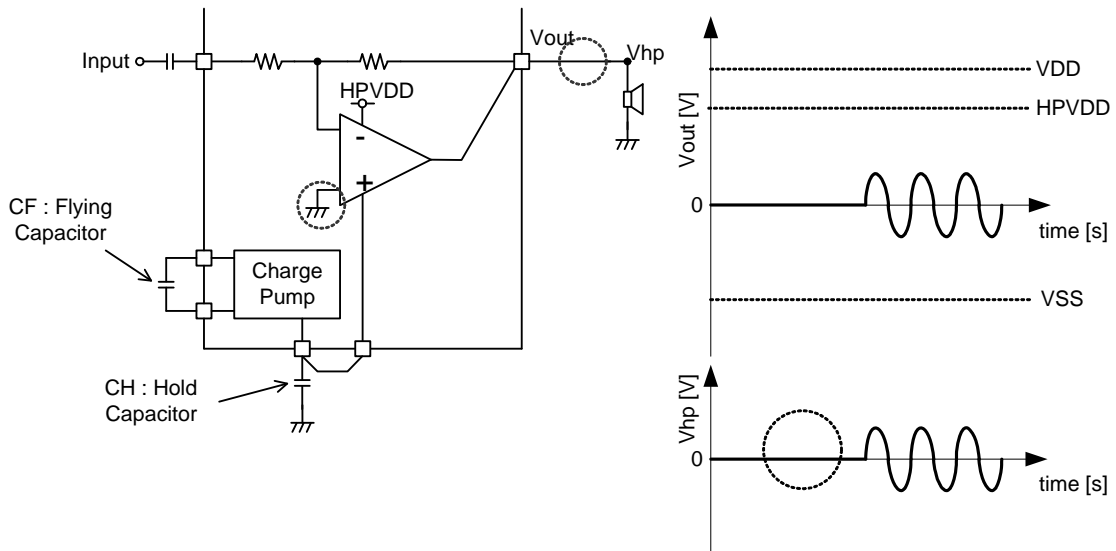 Input
Vout
Vhp
HPVDD
-
+
CF : Flying
Capacitor
Charge
Pump
CH : Hold
Capacitor
Vout [V]
VDD
HPVDD
0
time [s]
VSS
Vhp [V]
0
time [s]